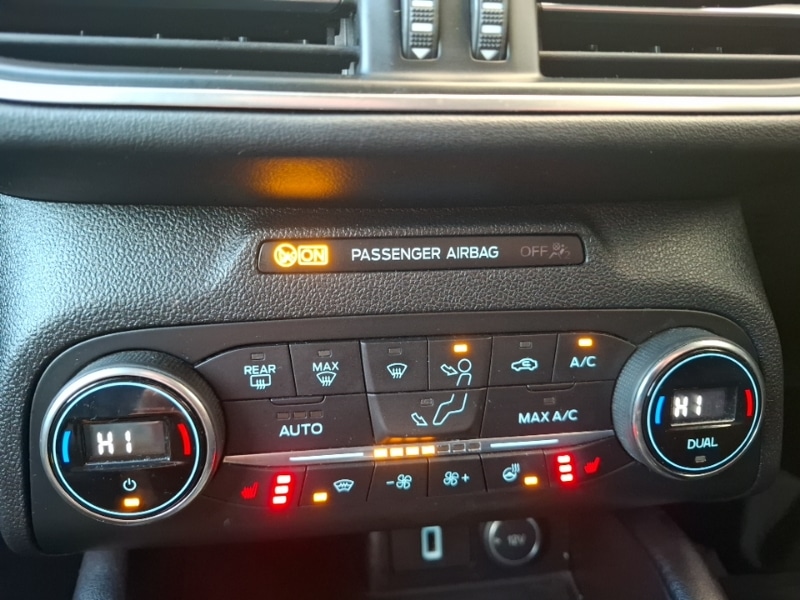 ON PASSENGER AIRBAG OFF
REAR MAX A/C
HI AUTO MAX A/C HI
DUAL
12V